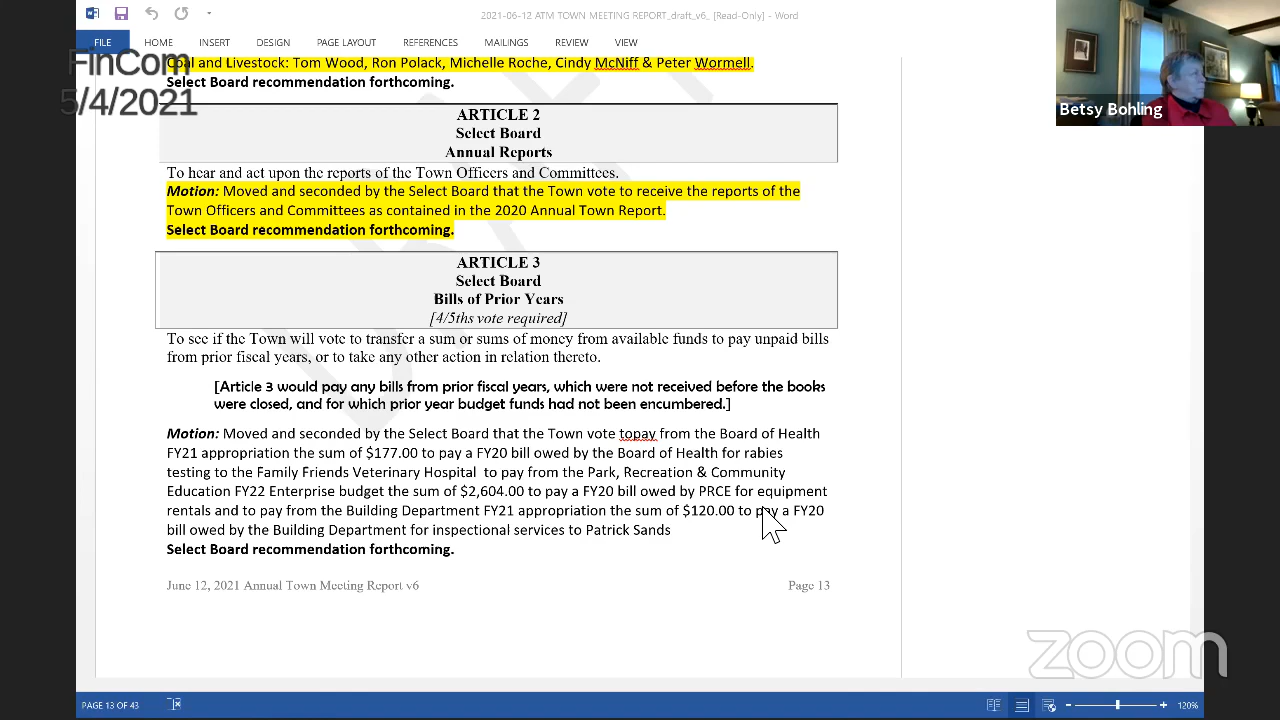 2021-06-12 ATM TOWN MEETING REPORT_draft_v6_ [Read-Only] - Word
FILE HOME INSERT DESIGN PAGE LAYOUT REFERENCES MAILINGS REVIEW VIEW
FinCom
5/4/2021
Betsy Bohling
Coal and Livestock: Tom Wood, Ron Polack, Michelle Roche, Cindy McNiff & Peter Wormell.
Select Board recommendation forthcoming.
ARTICLE 2
Select Board
Annual Reports
To hear and act upon the reports of the Town Officers and Committees.
Motion: Moved and seconded by the Select Board that the Town vote to receive the reports of the
Town Officers and Committees as contained in the 2020 Annual Town Report.
Select Board recommendation forthcoming.
ARTICLE 3
Select Board
Bills of Prior Years
[4/5ths vote required]
To see if the Town will vote to transfer a sum or sums of money from available funds to pay unpaid bills
from prior fiscal years, or to take any other action in relation thereto.
[Article 3 would pay any bills from prior fiscal years, which were not received before the books
were closed, and for which prior year budget funds had not been encumbered.]
Motion: Moved and seconded by the Select Board that the Town vote topay from the Board of Health
FY21 appropriation the sum of $177.00 to pay a FY20 bill owed by the Board of Health for rabies
testing to the Family Friends Veterinary Hospital to pay from the Park, Recreation & Community
Education FY22 Enterprise budget the sum of $2,604.00 to pay a FY20 bill owed by PRCE for equipment
rentals and to pay from the Building Department FY21 appropriation the sum of $120.00 to pay a FY20
bill owed by the Building Department for inspectional services to Patrick Sands
Select Board recommendation forthcoming.
June 12, 2021 Annual Town Meeting Report v6 Page 13
zoom
PAGE 13 OF 43 120%